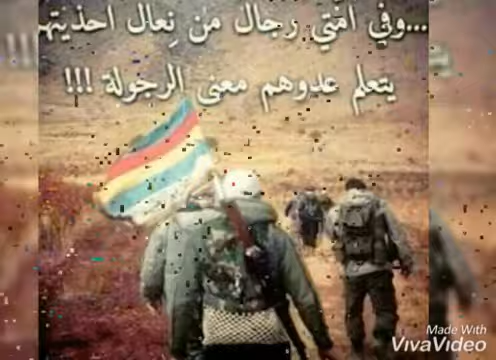 ...وفي امتي رجال من نعال احذيتهم
يتعلم عدوهم معنى الرجولة !!!
Made With
VivaVideo